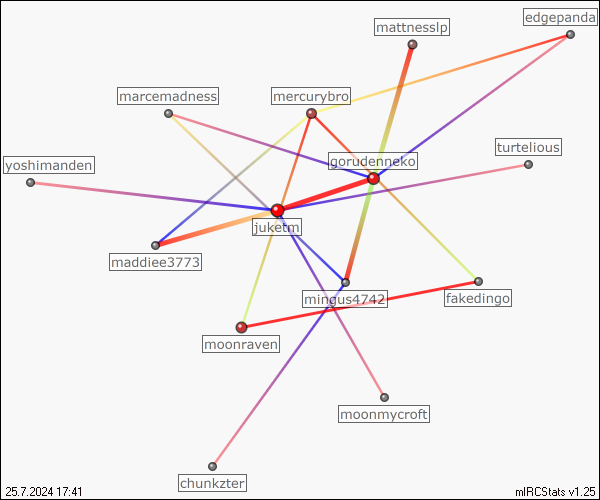 edgepanda
mattnesslp
marcemadness
mercurybro
turtelious
gorudenneko
yoshimanden
juketm
maddiee3773
mingus4742
fakedingo
moonraven
moonmycroft
chunkzter
25.7.2024 17:41
mIRCStats v1.25